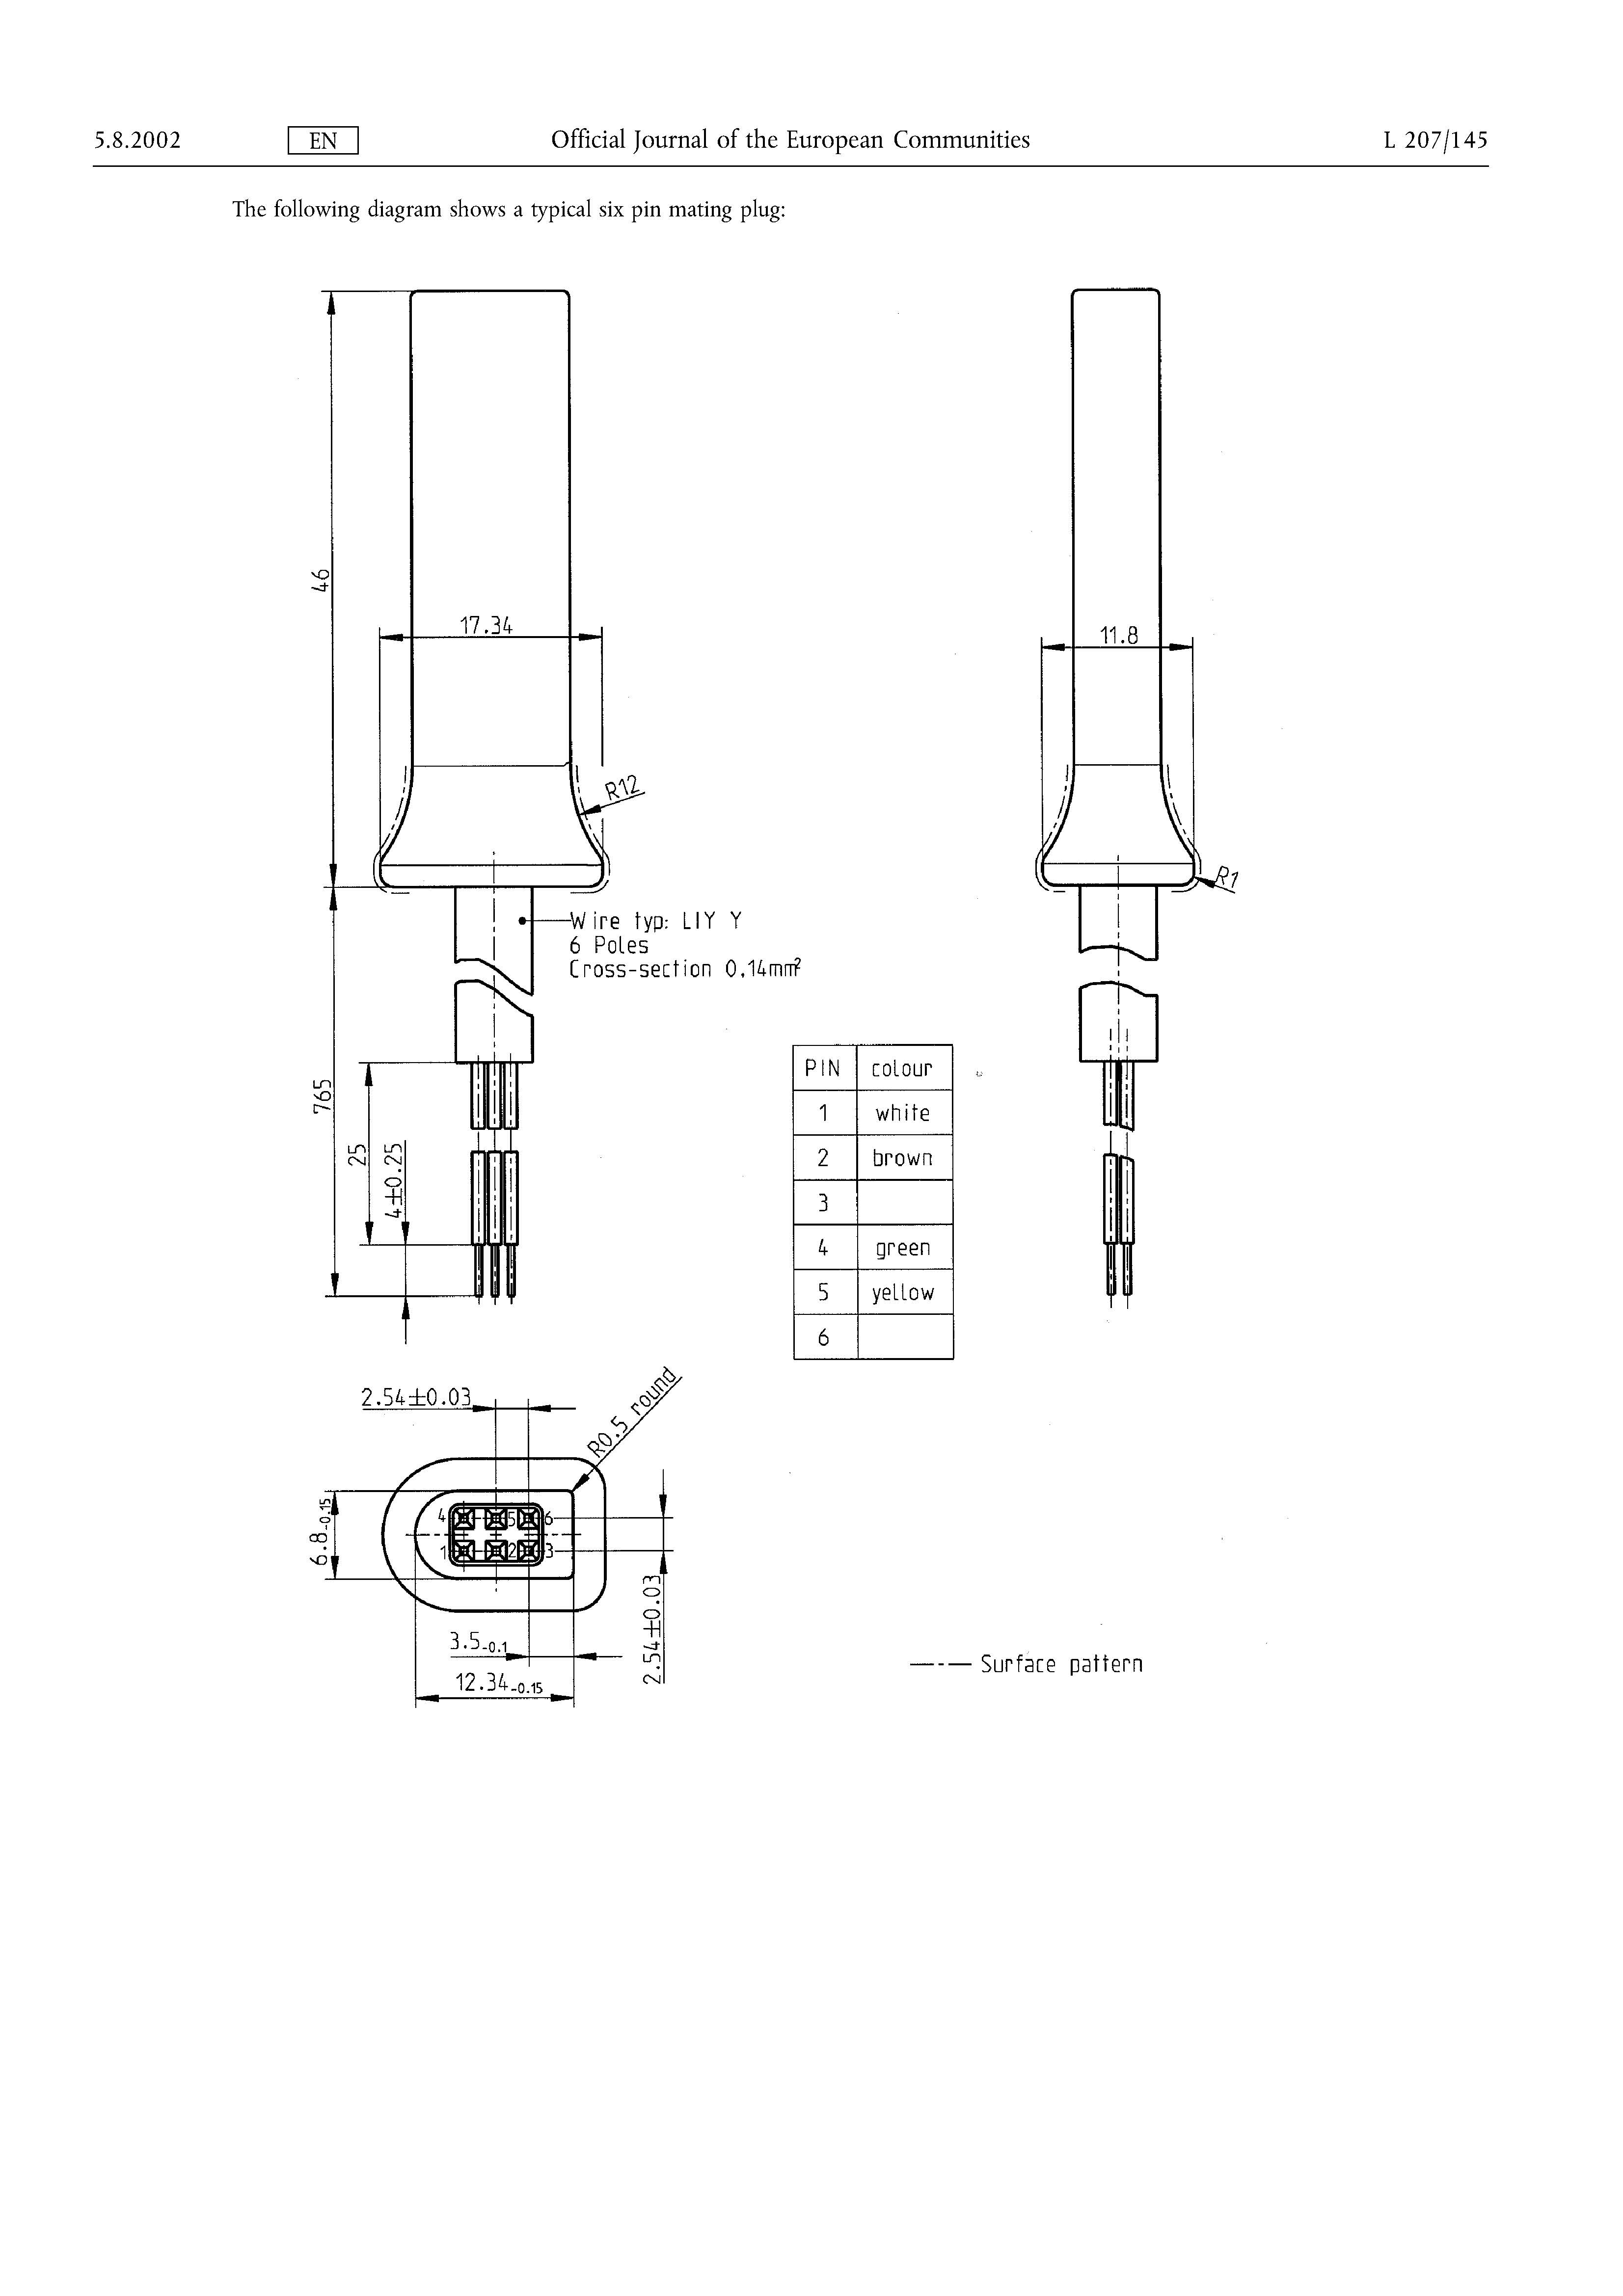 5.8.2002 EN Official Journal of the European Communities L 207/145
The following diagram shows a typical six pin mating plug:
46
17.34
11.8
R12
R1
Wire typ: LIY Y
6 Poles
Cross-section 0.14mm²
765
25
4±0.25
PIN colour
1 white
2 brown
3
4 green
5 yellow
6
2.54±0.03
R0.5 round
6.8-0.15
4 5 6
1 2 3
2.54±0.03
3.5-0.1
12.34-0.15
Surface pattern